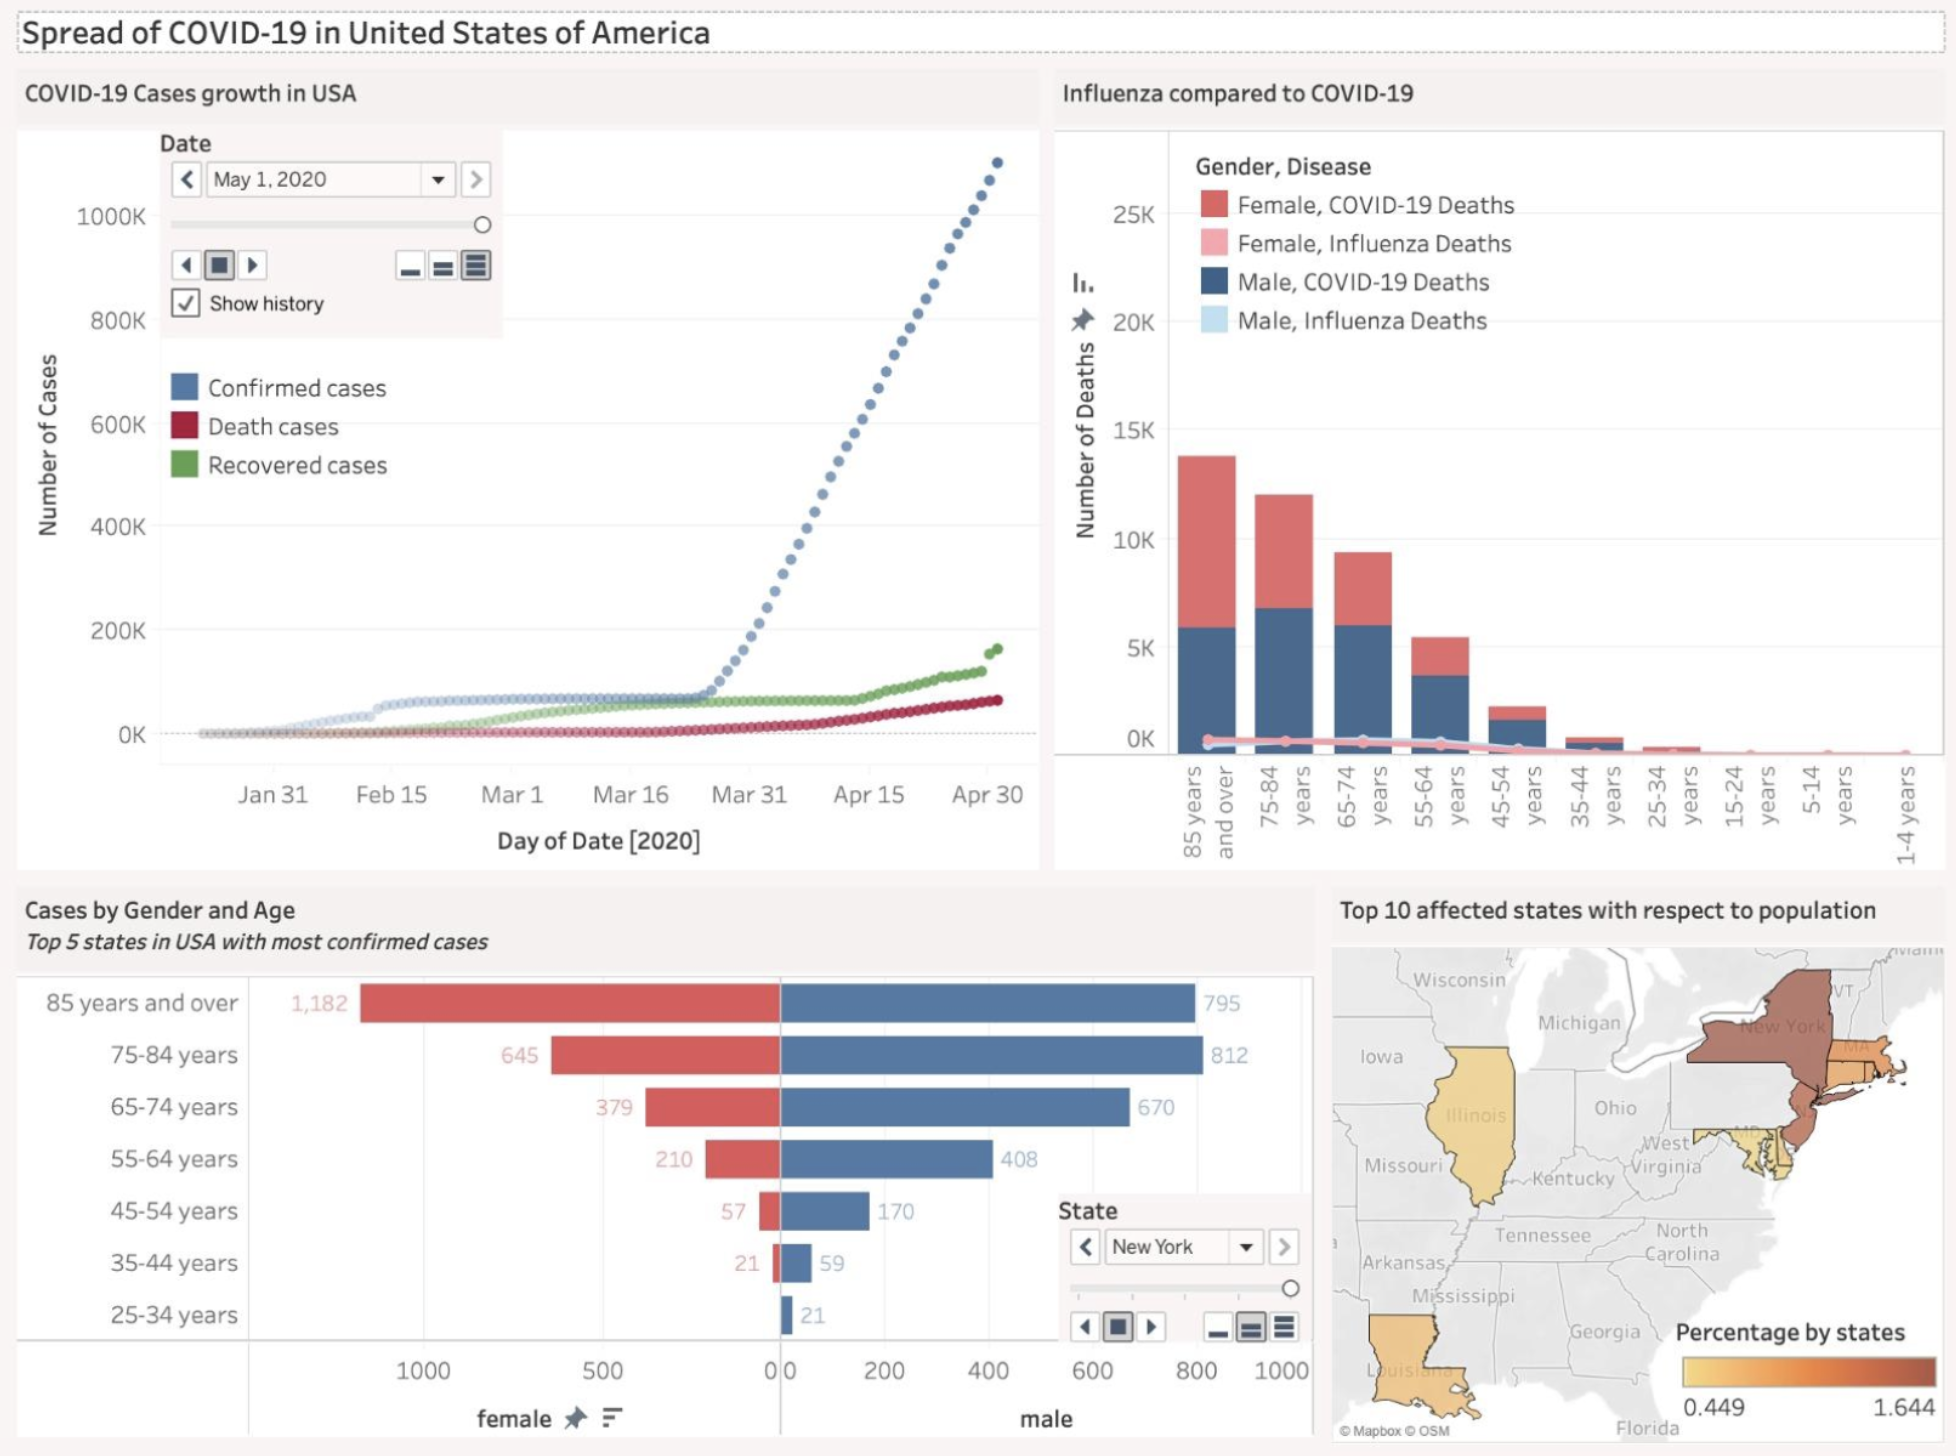 Spread of COVID-19 in United States of America
COVID-19 Cases growth in USA
Date
May 1, 2020
Show history
Confirmed cases
Death cases
Recovered cases
Number of Cases
1000K
800K
600K
400K
200K
0K
Jan 31
Feb 15
Mar 1
Mar 16
Mar 31
Apr 15
Apr 30
Day of Date [2020]
Influenza compared to COVID-19
Gender, Disease
Female, COVID-19 Deaths
Female, Influenza Deaths
Male, COVID-19 Deaths
Male, Influenza Deaths
Number of Deaths
25K
20K
15K
10K
5K
0K
85 years
and over
75-84
years
65-74
years
55-64
years
45-54
years
35-44
years
25-34
years
15-24
years
5-14
years
1-4 years
Cases by Gender and Age
Top 5 states in USA with most confirmed cases
85 years and over
1,182
795
75-84 years
645
812
65-74 years
379
670
55-64 years
210
408
45-54 years
57
170
35-44 years
21
59
25-34 years
21
State
New York
1000
500
0
0
200
400
600
800
1000
female
male
Top 10 affected states with respect to population
Wisconsin
VT
Michigan
New York
Iowa
MA
Illinois
Ohio
MD
West
Virginia
Missouri
Kentucky
Tennessee
North
Carolina
Arkansas
Mississippi
Georgia
Louisiana
Florida
Percentage by states
0.449
1.644
© Mapbox © OSM